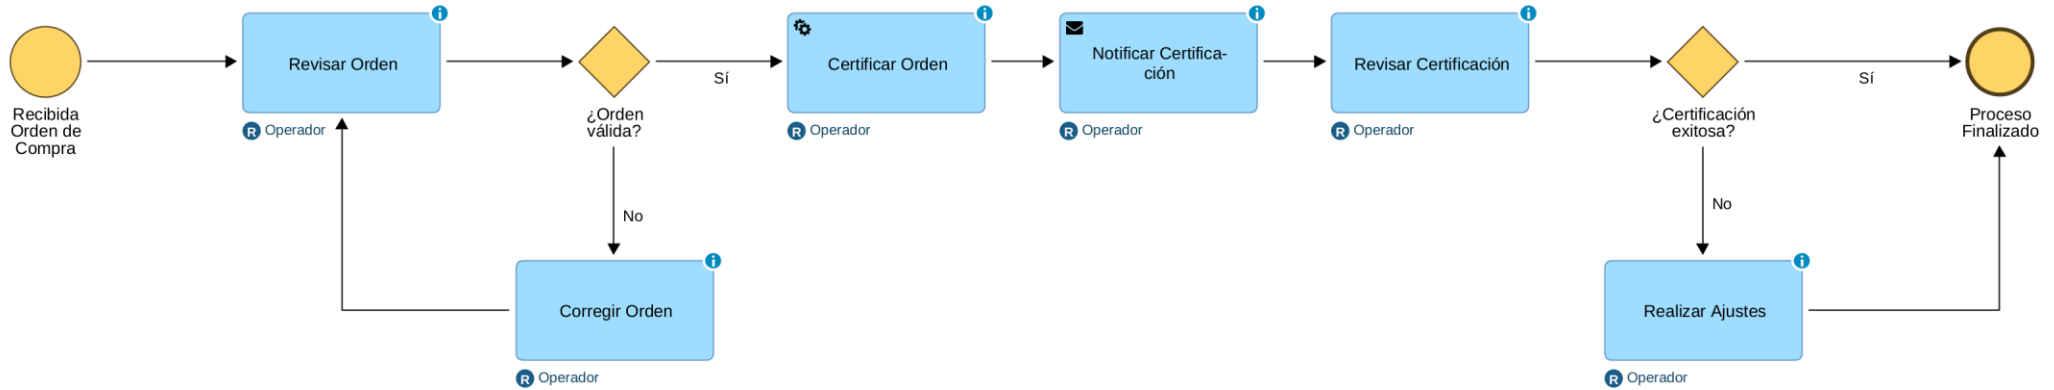 Recibida
Orden de
Compra
Revisar Orden
R Operador
¿Orden
válida?
Sí
No
Corregir Orden
R Operador
Certificar Orden
R Operador
Notificar Certifica-
ción
R Operador
Revisar Certificación
R Operador
¿Certificación
exitosa?
Sí
No
Realizar Ajustes
R Operador
Proceso
Finalizado